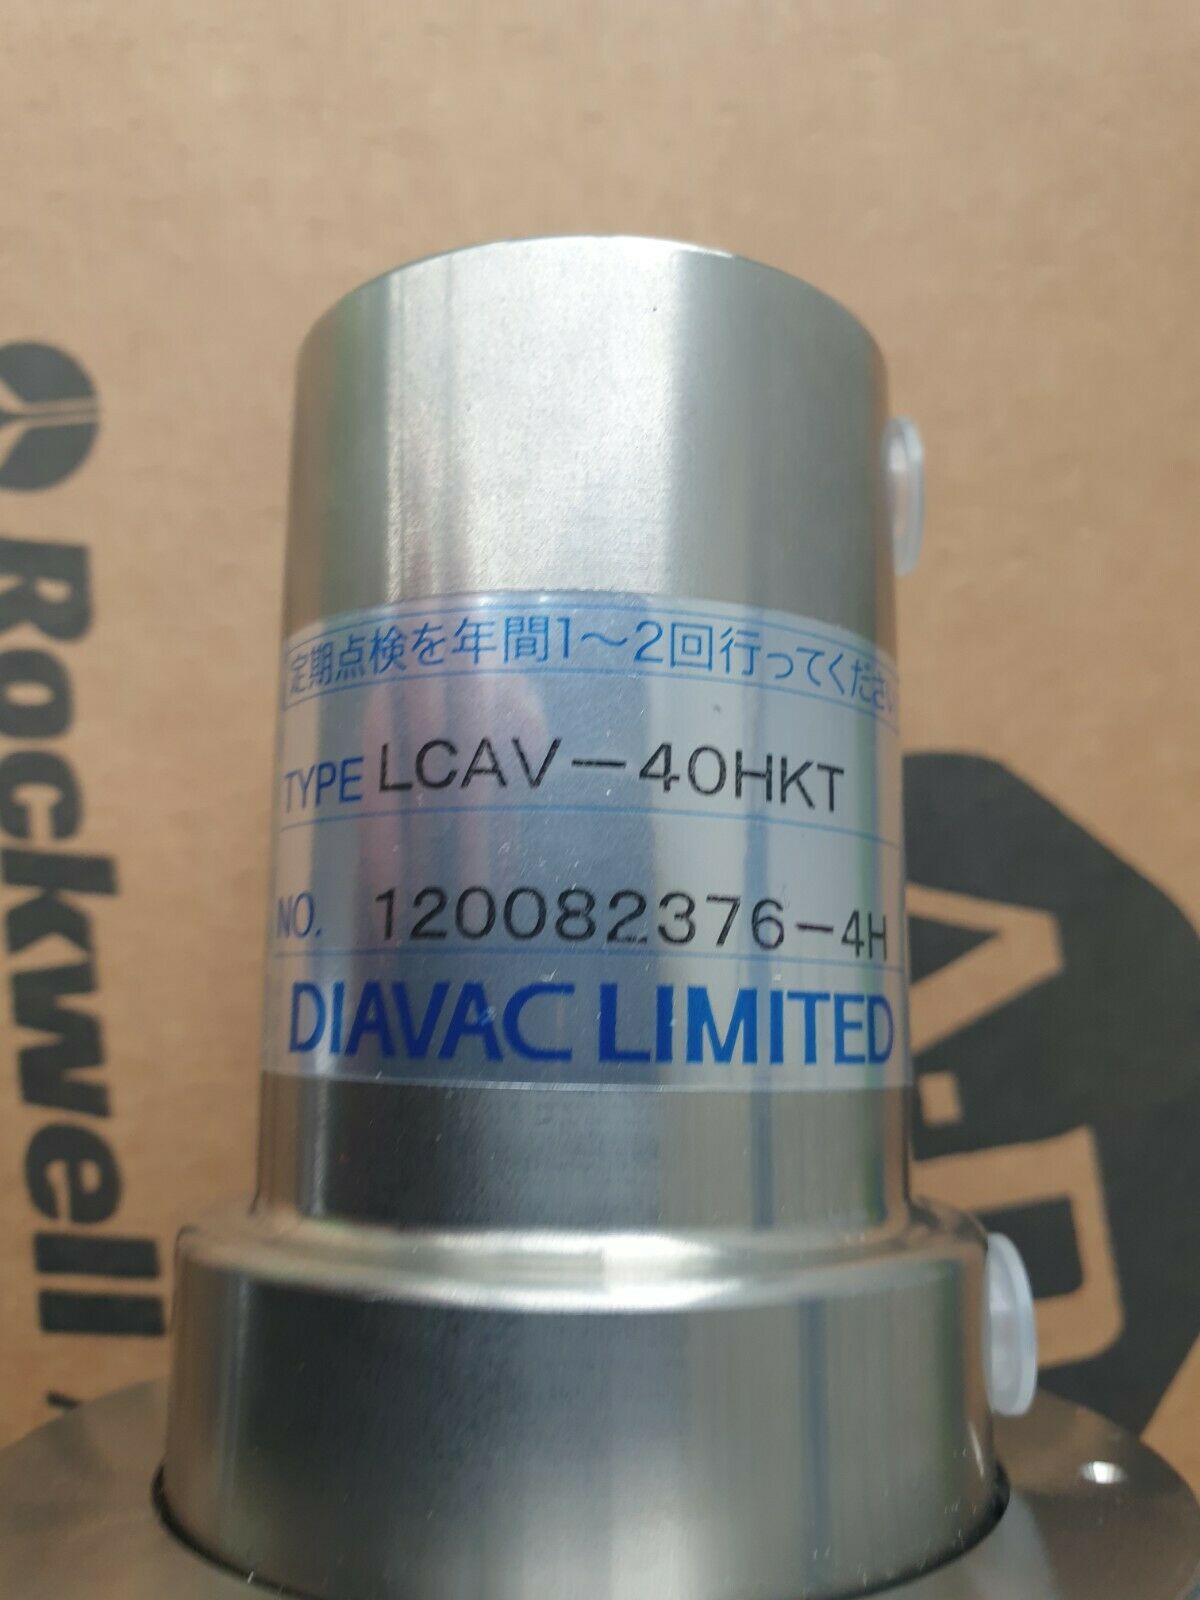 定期点検を年間1～2回行ってください
TYPE LCAV-40HKT
NO. 120082376-4H
DIAVAC LIMITED
Rockwell A
A-B